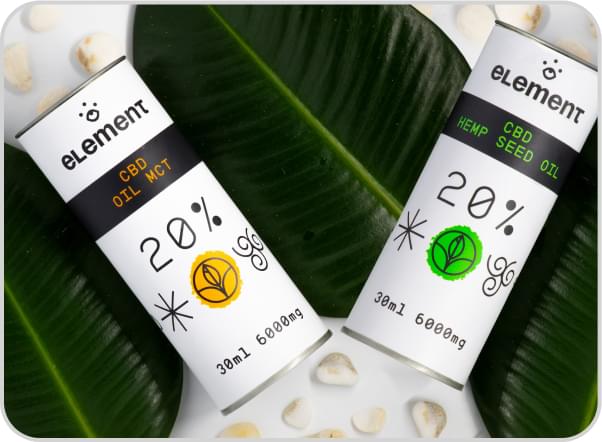 eLement
CBD
OIL MCT
20%
30ml 6000mg
eLement
CBD
HEMP SEED OIL
20%
30ml 6000mg